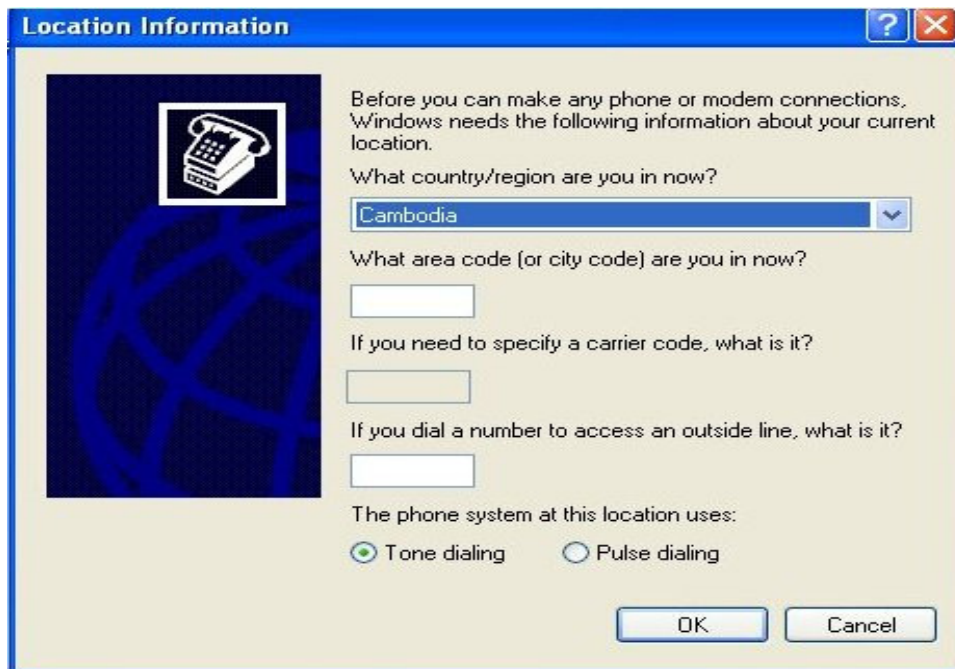 Location Information
Before you can make any phone or modem connections,
Windows needs the following information about your current
location.
What country/region are you in now?
Cambodia
What area code (or city code) are you in now?
If you need to specify a carrier code, what is it?
If you dial a number to access an outside line, what is it?
The phone system at this location uses:
Tone dialing Pulse dialing
OK Cancel